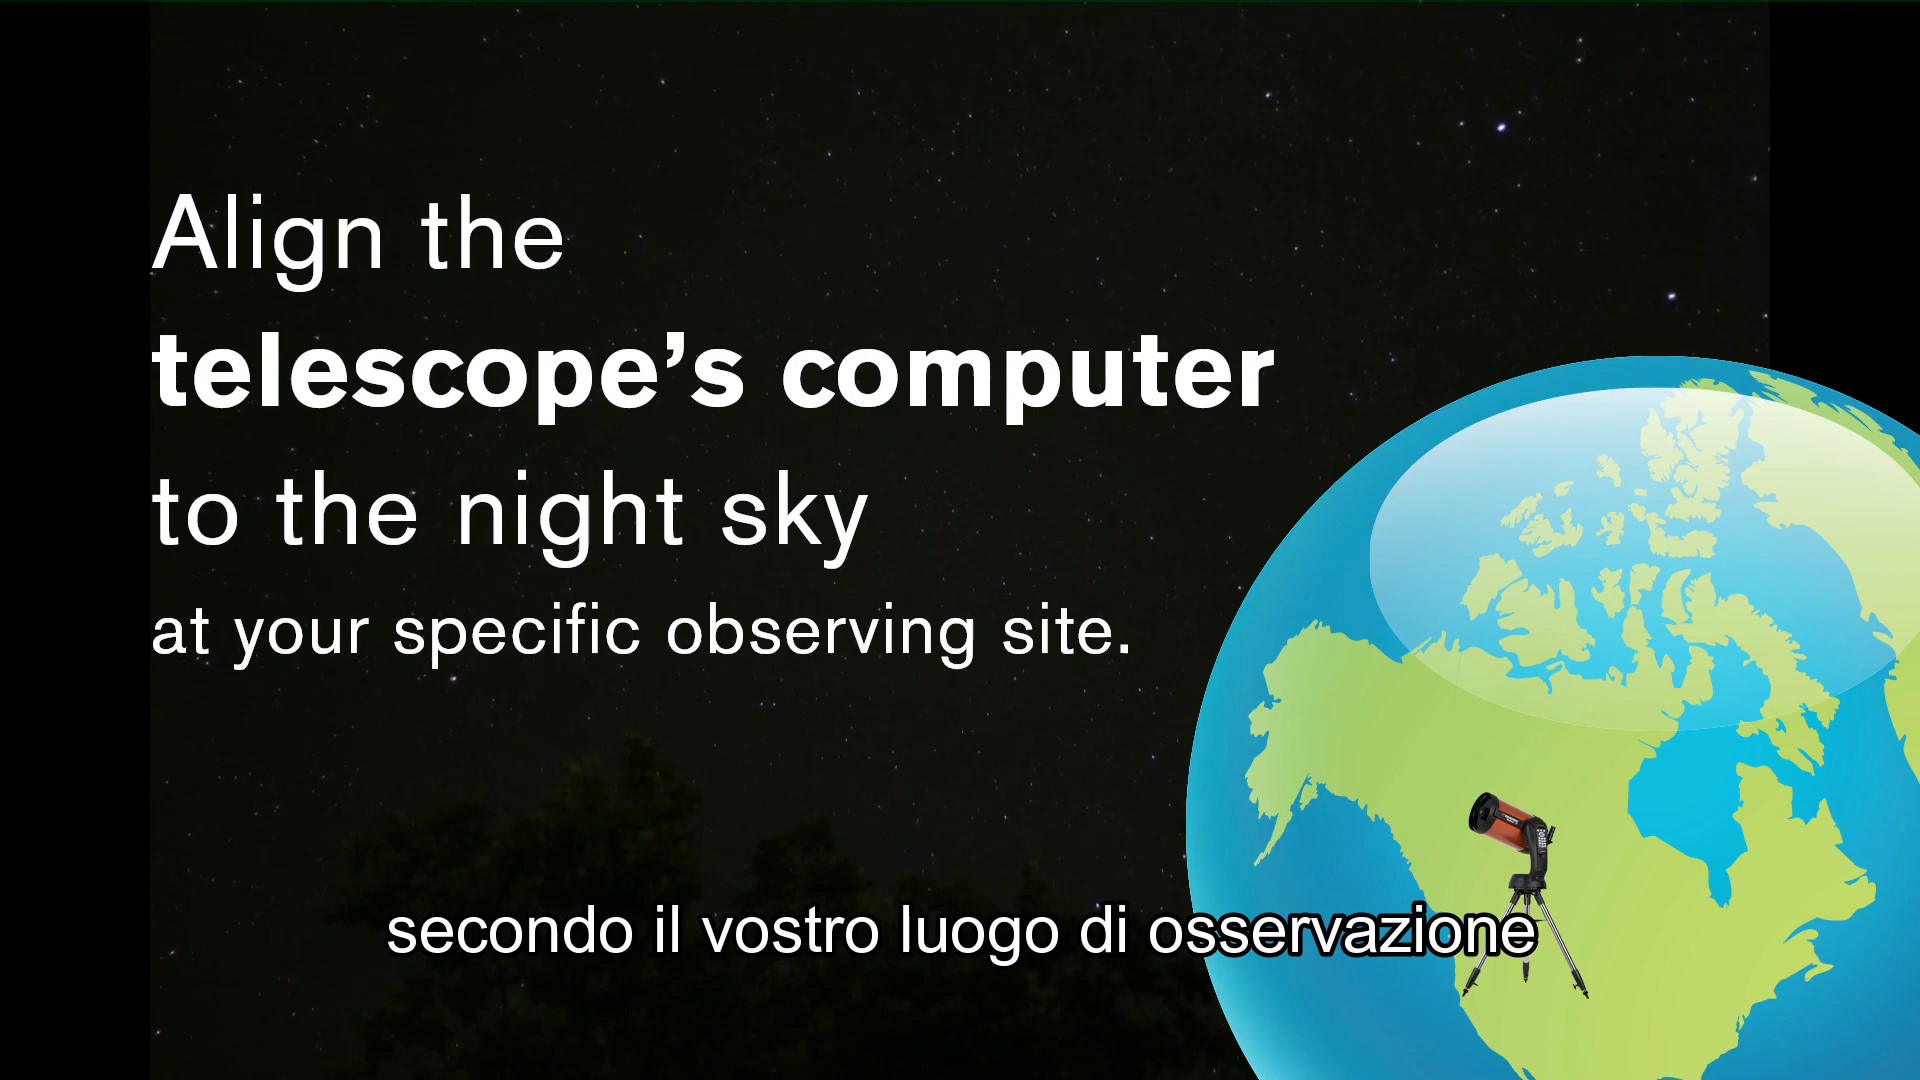 Align the
telescope’s computer
to the night sky
at your specific observing site.
secondo il vostro luogo di osservazione